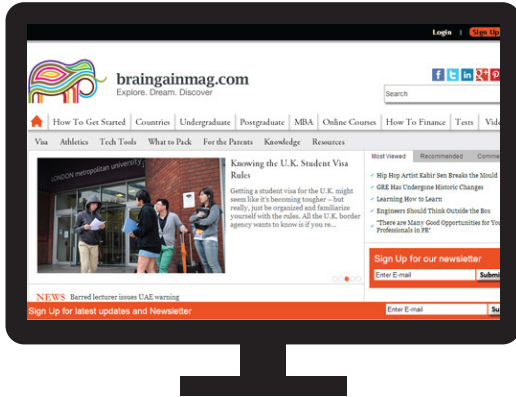 Login | Sign Up
braingainmag.com
Explore. Dream. Discover
Search
How To Get Started Countries Undergraduate Postgraduate MBA Online Courses How To Finance Tests
Visa Athletics Tech Tools What to Pack For the Parents Knowledge Resources
LONDON metropolitan university
Knowing the U.K. Student Visa
Rules
Getting a student visa for the U.K. might
seem like it's becoming tougher – but
really, just be organized and familiarize
yourself with the rules. All the U.K. border
agency wants to know is if you re...
Most Viewed Recommended Comme
Hip Hop Artist Kabir Sen Breaks the Mould
GRE Has Undergone Historic Changes
Learning How to Learn
Engineers Should Think Outside the Box
"There are Many Good Opportunities for You
Professionals in PR"
Sign Up for our newsletter
Enter E-mail Submi
NEWS Barred lecturer issues UAE warning
Sign Up for latest updates and Newsletter
Enter E-mail Su